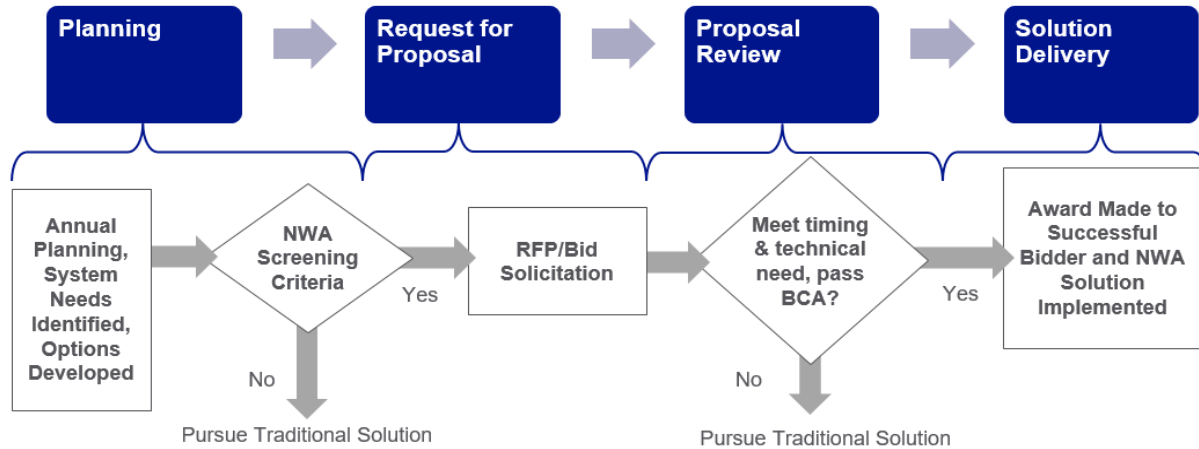 Planning
Request for
Proposal
Proposal
Review
Solution
Delivery
Annual
Planning,
System
Needs
Identified,
Options
Developed
NWA
Screening
Criteria
Yes
No
Pursue Traditional Solution
RFP/Bid
Solicitation
Meet timing
& technical
need, pass
BCA?
Yes
No
Pursue Traditional Solution
Award Made to
Successful
Bidder and NWA
Solution
Implemented